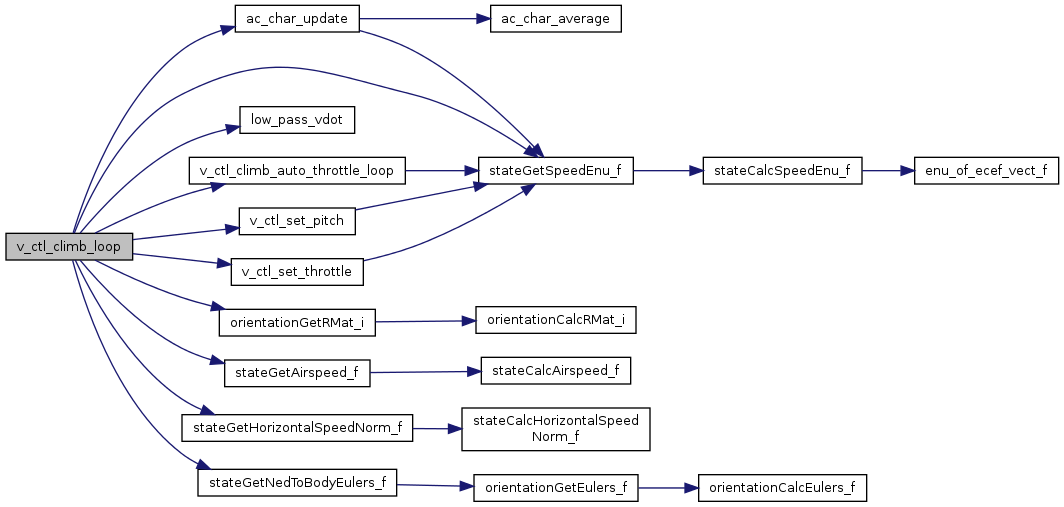 ac_char_update
ac_char_average
low_pass_vdot
v_ctl_climb_auto_throttle_loop
stateGetSpeedEnu_f
stateCalcSpeedEnu_f
enu_of_ecef_vect_f
v_ctl_set_pitch
v_ctl_climb_loop
v_ctl_set_throttle
orientationGetRMat_i
orientationCalcRMat_i
stateGetAirspeed_f
stateCalcAirspeed_f
stateGetHorizontalSpeedNorm_f
stateCalcHorizontalSpeed
Norm_f
stateGetNedToBodyEulers_f
orientationGetEulers_f
orientationCalcEulers_f